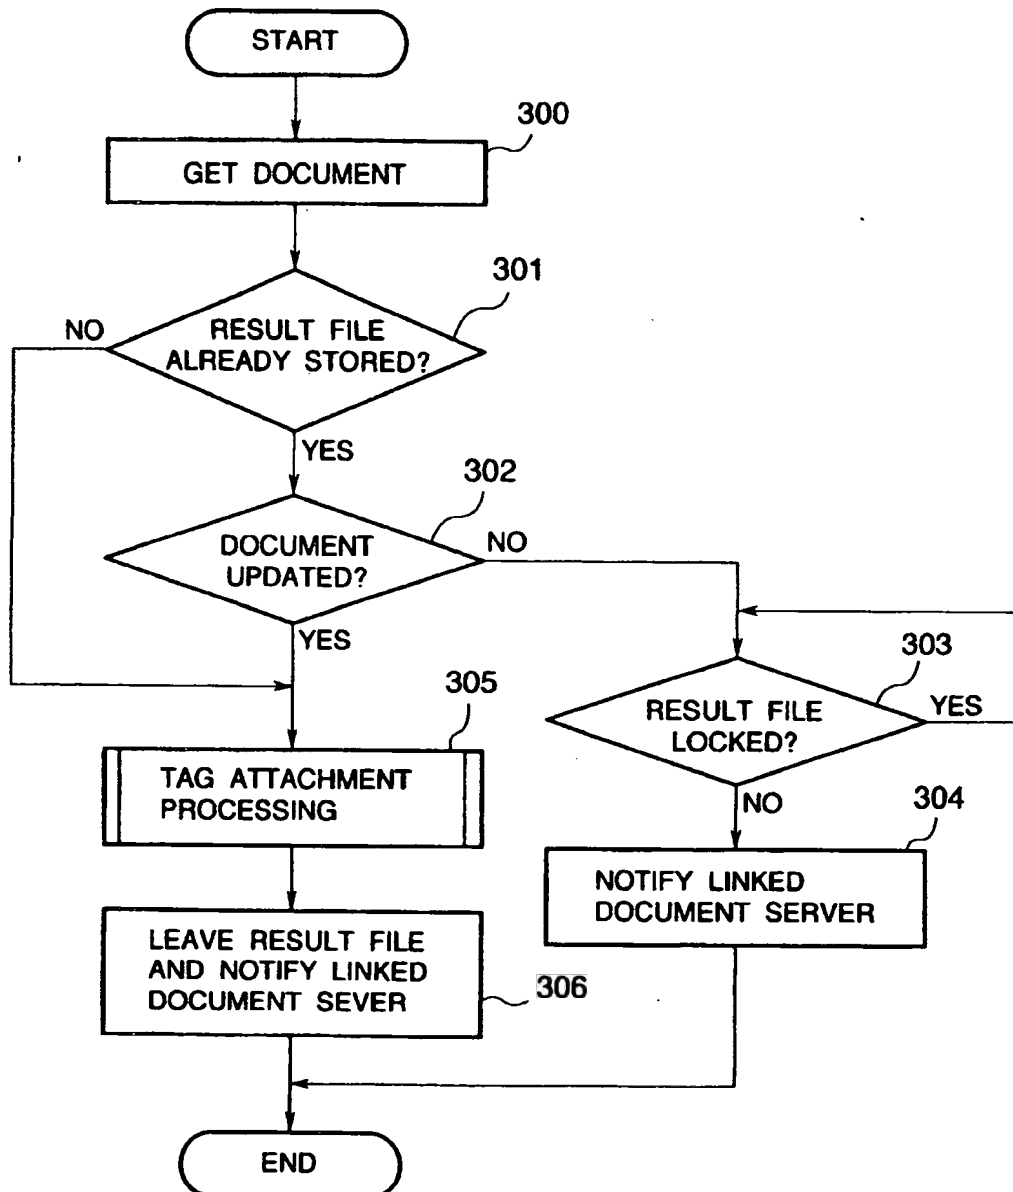 START
300
GET DOCUMENT
301
NO
RESULT FILE
ALREADY STORED?
YES
302
DOCUMENT
UPDATED?
NO
YES
303
RESULT FILE
LOCKED?
YES
NO
305
TAG ATTACHMENT
PROCESSING
304
NOTIFY LINKED
DOCUMENT SERVER
LEAVE RESULT FILE
AND NOTIFY LINKED
DOCUMENT SEVER
306
END